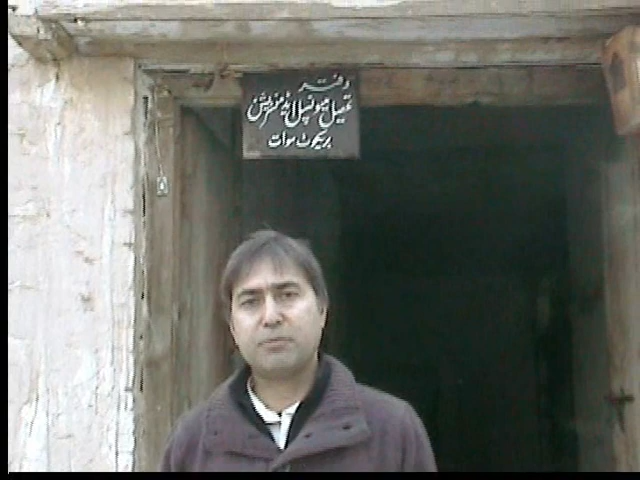 دفتر
تحصیل میونسپل ایڈمنسٹریشن
بریکوٹ سوات